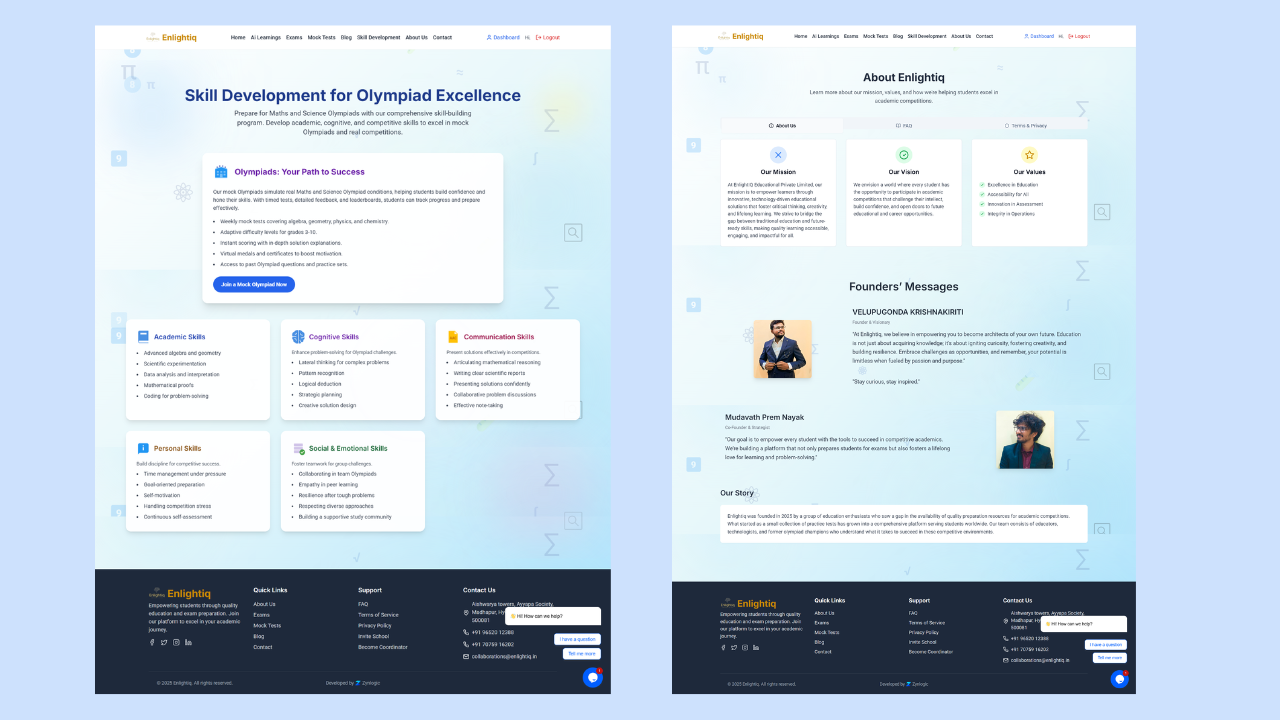 Enlightiq
Home Ai Learnings Exams Mock Tests Blog Skill Development About Us Contact
Dashboard Hi, Logout
Skill Development for Olympiad Excellence
Prepare for Maths and Science Olympiads with our comprehensive skill-building
program. Develop academic, cognitive, and competitive skills to excel in mock
Olympiads and real competitions.
Olympiads: Your Path to Success
Our mock Olympiads simulate real Maths and Science Olympiad conditions, helping students build confidence and
hone their skills. With timed tests, detailed feedback, and leaderboards, students can track progress and prepare
effectively.
• Weekly mock tests covering algebra, geometry, physics, and chemistry.
• Adaptive difficulty levels for grades 3-10.
• Instant scoring with in-depth solution explanations.
• Virtual medals and certificates to boost motivation.
• Access to past Olympiad questions and practice sets.
Join a Mock Olympiad Now
Academic Skills
• Advanced algebra and geometry
• Scientific experimentation
• Data analysis and interpretation
• Mathematical proofs
• Coding for problem-solving
Cognitive Skills
Enhance problem-solving for Olympiad challenges.
• Lateral thinking for complex problems
• Pattern recognition
• Logical deduction
• Strategic planning
• Creative solution design
Communication Skills
Present solutions effectively in competitions.
• Articulating mathematical reasoning
• Writing clear scientific reports
• Presenting solutions confidently
• Collaborative problem discussions
• Effective note-taking
Personal Skills
Build discipline for competitive success.
• Time management under pressure
• Goal-oriented preparation
• Self-motivation
• Handling competition stress
• Continuous self-assessment
Social & Emotional Skills
Foster teamwork for group challenges.
• Collaborating in team Olympiads
• Empathy in peer learning
• Resilience after tough problems
• Respecting diverse approaches
• Building a supportive study community
Enlightiq
Empowering students through quality
education and exam preparation. Join
our platform to excel in your academic
journey.
Quick Links
About Us
Exams
Mock Tests
Blog
Contact
Support
FAQ
Terms of Service
Privacy Policy
Invite School
Become Coordinator
Contact Us
Aishwarya towers, Ayyapa Society,
Madhapur, Hy
500081
+91 96520 12388
+91 70759 16202
collaborations@enlightiq.in
Hi! How can we help?
I have a question
Tell me more
© 2025 Enlightiq. All rights reserved.
Developed by Zynlogic
Enlightiq
Home Ai Learnings Exams Mock Tests Blog Skill Development About Us Contact
Dashboard Hi, Logout
About Enlightiq
Learn more about our mission, values, and how we're helping students excel in
academic competitions.
About Us
FAQ
Terms & Privacy
Our Mission
At EnlightIQ Educational Private Limited, our
mission is to empower learners through
innovative, technology-driven educational
solutions that foster critical thinking, creativity,
and lifelong learning. We strive to bridge the
gap between traditional education and future-
ready skills, making quality learning accessible,
engaging, and impactful for all.
Our Vision
We envision a world where every student has
the opportunity to participate in academic
competitions that challenge their intellect,
build confidence, and open doors to future
educational and career opportunities.
Our Values
Excellence in Education
Accessibility for All
Innovation in Assessment
Integrity in Operations
Founders’ Messages
VELUPUGONDA KRISHNAKIRITI
Founder & Visionary
"At Enlightiq, we believe in empowering you to become architects of your own future. Education
is not just about acquiring knowledge; it's about igniting curiosity, fostering creativity, and
building resilience. Embrace challenges as opportunities, and remember, your potential is
limitless when fueled by passion and purpose."
"Stay curious, stay inspired."
Mudavath Prem Nayak
Co-Founder & Strategist
"Our goal is to empower every student with the tools to succeed in competitive academics.
We're building a platform that not only prepares students for exams but also fosters a lifelong
love for learning and problem-solving."
Our Story
Enlightiq was founded in 2023 by a group of education enthusiasts who saw a gap in the availability of quality preparation resources for academic competitions.
What started as a small collection of practice tests has grown into a comprehensive platform serving students worldwide. Our team consists of educators,
technologists, and former olympiad champions who understand what it takes to succeed in these competitive environments.
Enlightiq
Empowering students through quality
education and exam preparation. Join
our platform to excel in your academic
journey.
Quick Links
About Us
Exams
Mock Tests
Blog
Contact
Support
FAQ
Terms of Service
Privacy Policy
Invite School
Become Coordinator
Contact Us
Aishwarya towers, Ayyapa Society,
Madhapur, Hy
500081
+91 96520 12388
+91 70759 16202
collaborations@enlightiq.in
Hi! How can we help?
I have a question
Tell me more
© 2025 Enlightiq. All rights reserved.
Developed by Zynlogic